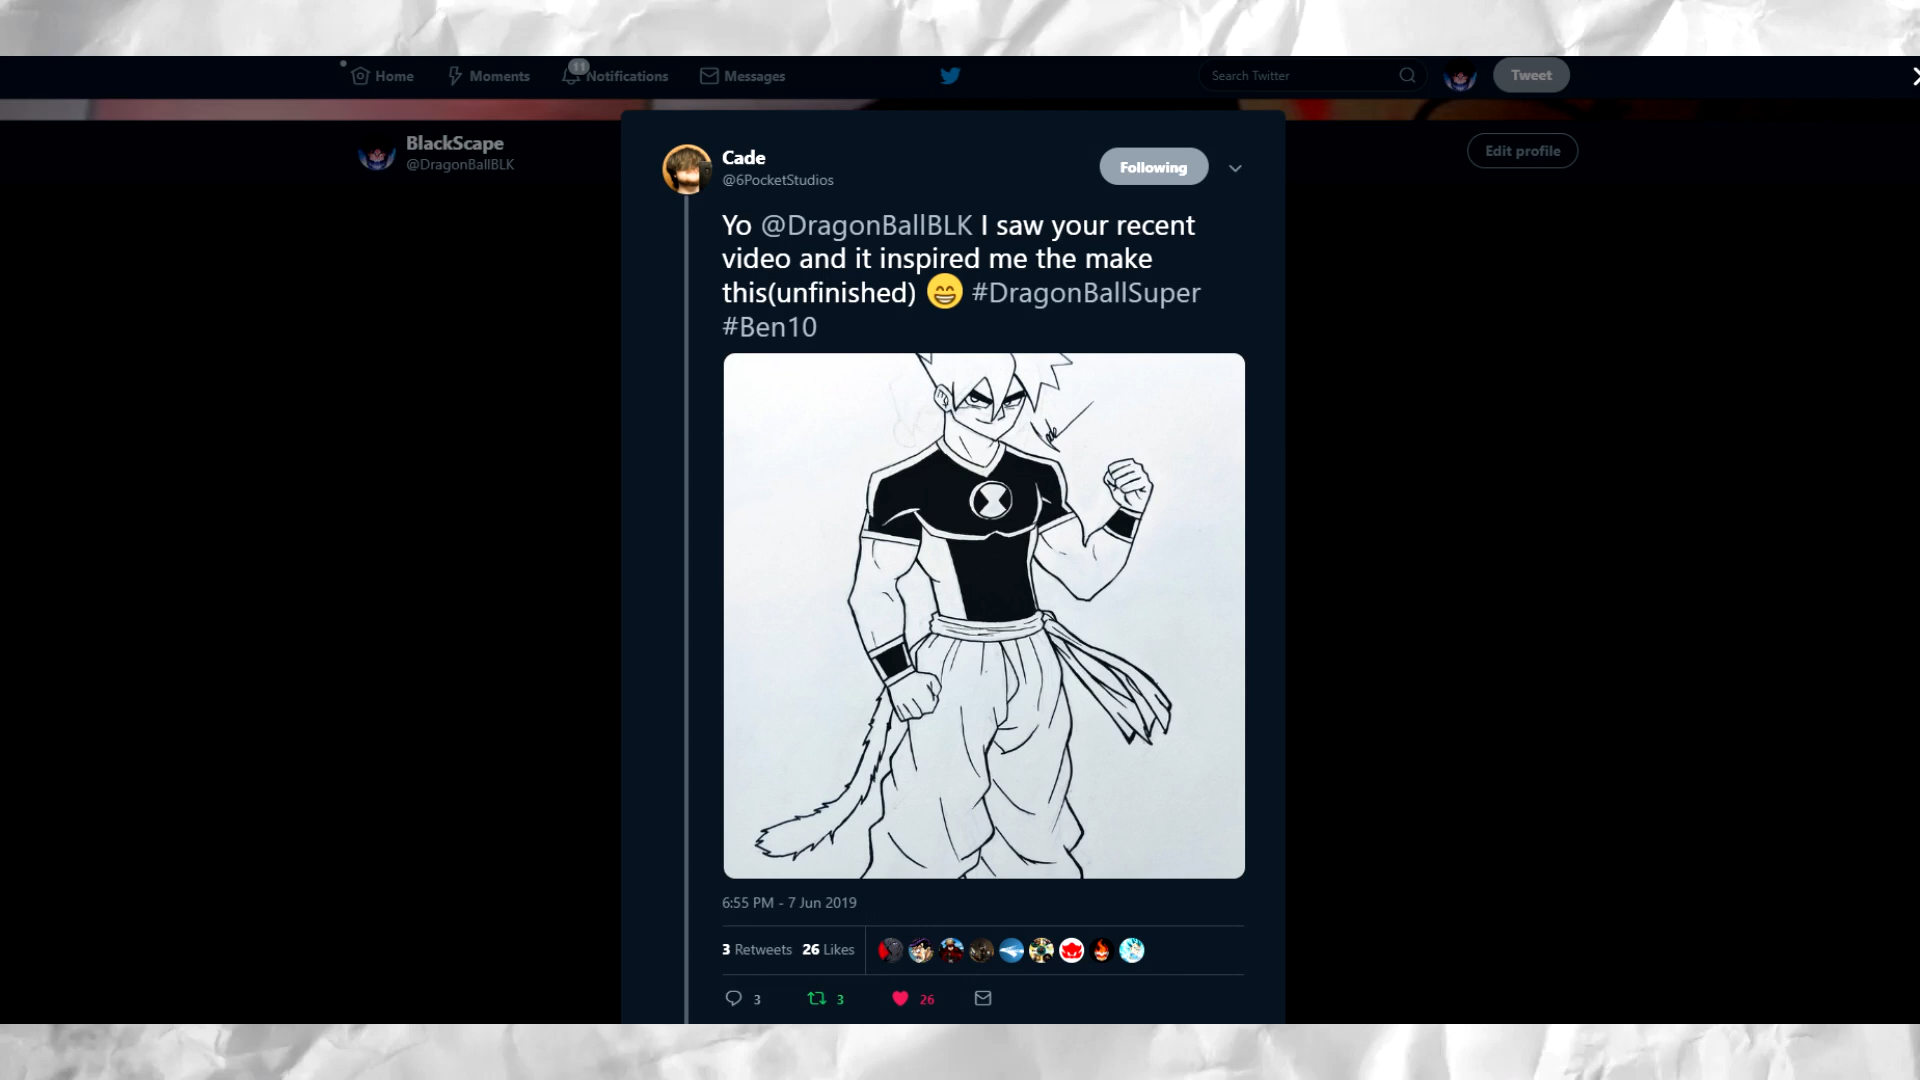 Home
Moments
11
Notifications
Messages
Search Twitter
Tweet
BlackScape
@DragonBallBLK
Edit profile
Cade
@6PocketStudios
Following
Yo @DragonBallBLK I saw your recent
video and it inspired me the make
this(unfinished) 😁 #DragonBallSuper
#Ben10
6:55 PM - 7 Jun 2019
3 Retweets 26 Likes
3
3
26